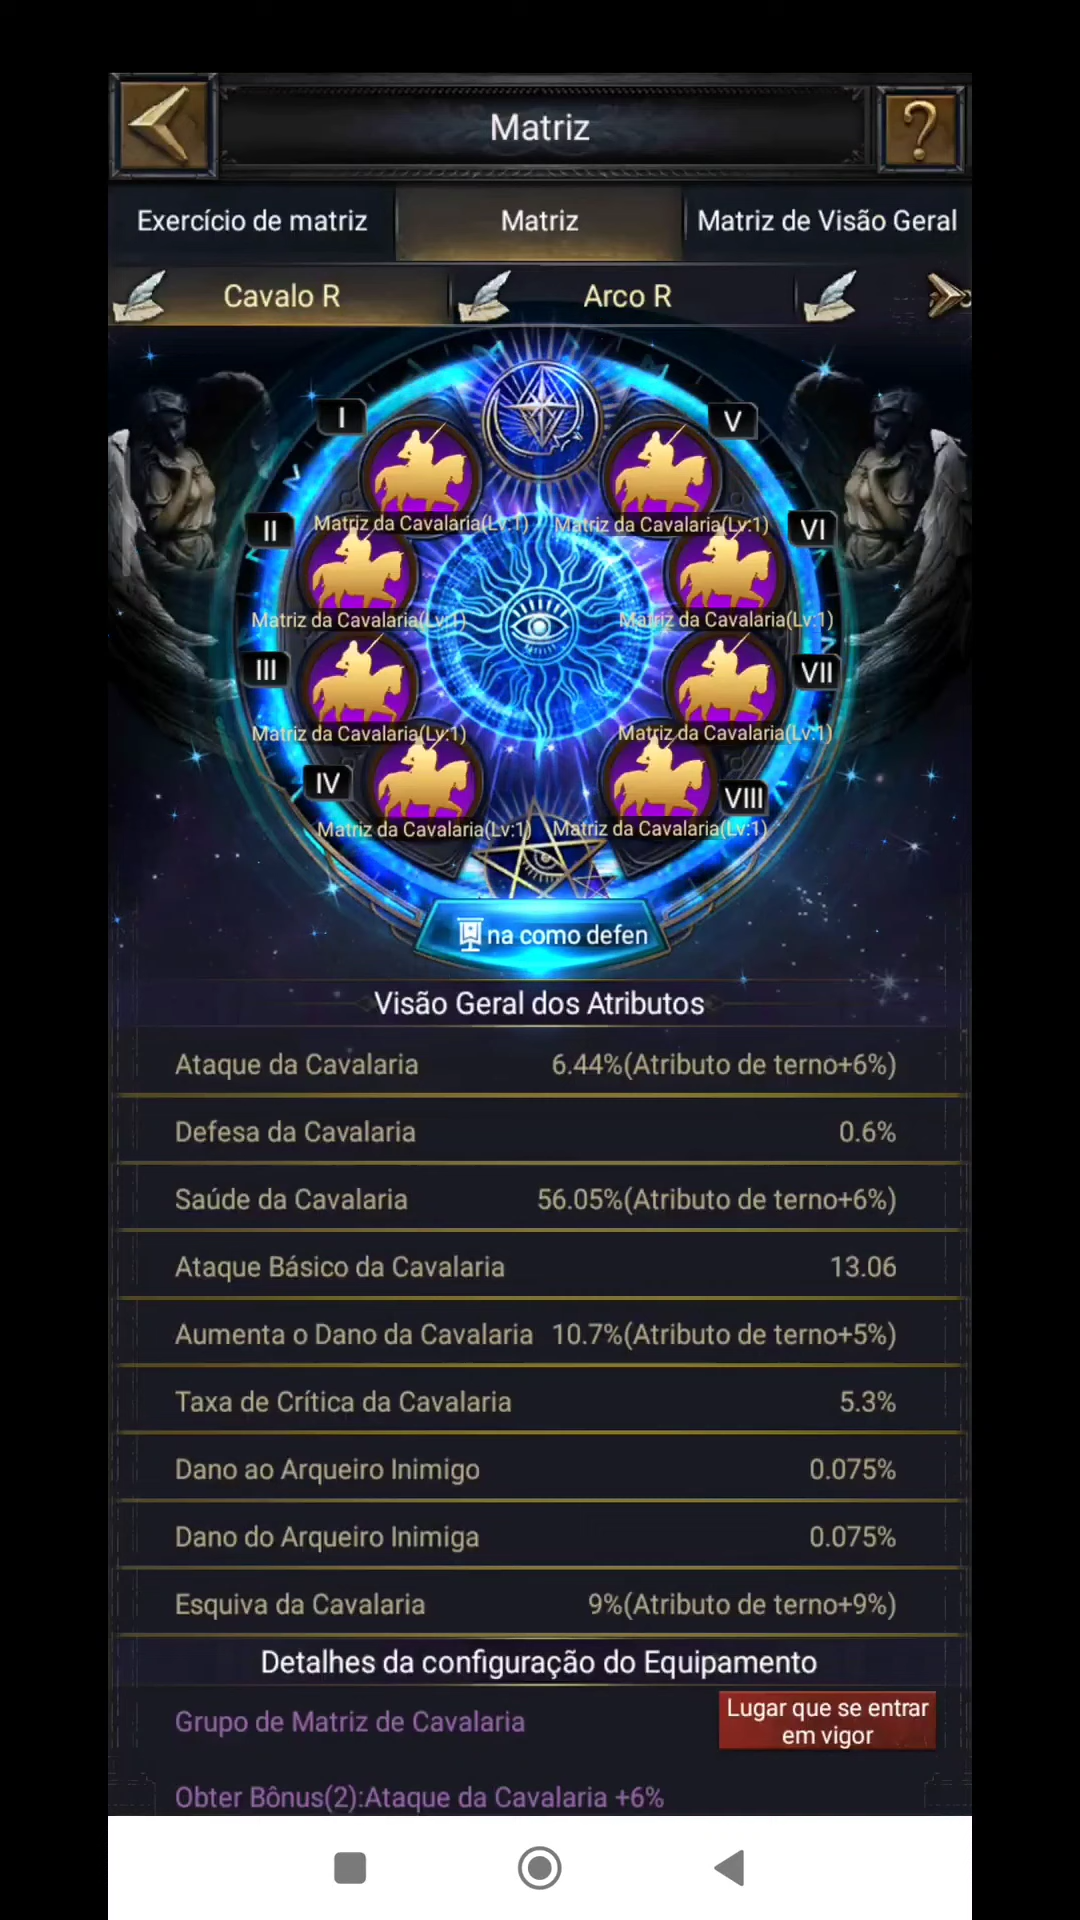 Matriz
Exercício de matriz Matriz Matriz de Visão Geral
Cavalo R Arco R
I V
Matriz da Cavalaria(Lv:1) Matriz da Cavalaria(Lv:1)
II VI
Matriz da Cavalaria(Lv:1) Matriz da Cavalaria(Lv:1)
III VII
Matriz da Cavalaria(Lv:1) Matriz da Cavalaria(Lv:1)
IV VIII
Matriz da Cavalaria(Lv:1) Matriz da Cavalaria(Lv:1)
na como defen
Visão Geral dos Atributos
Ataque da Cavalaria 6.44%(Atributo de terno+6%)
Defesa da Cavalaria 0.6%
Saúde da Cavalaria 56.05%(Atributo de terno+6%)
Ataque Básico da Cavalaria 13.06
Aumenta o Dano da Cavalaria 10.7%(Atributo de terno+5%)
Taxa de Crítica da Cavalaria 5.3%
Dano ao Arqueiro Inimigo 0.075%
Dano do Arqueiro Inimiga 0.075%
Esquiva da Cavalaria 9%(Atributo de terno+9%)
Detalhes da configuração do Equipamento
Grupo de Matriz de Cavalaria
Lugar que se entrar
em vigor
Obter Bônus(2):Ataque da Cavalaria +6%